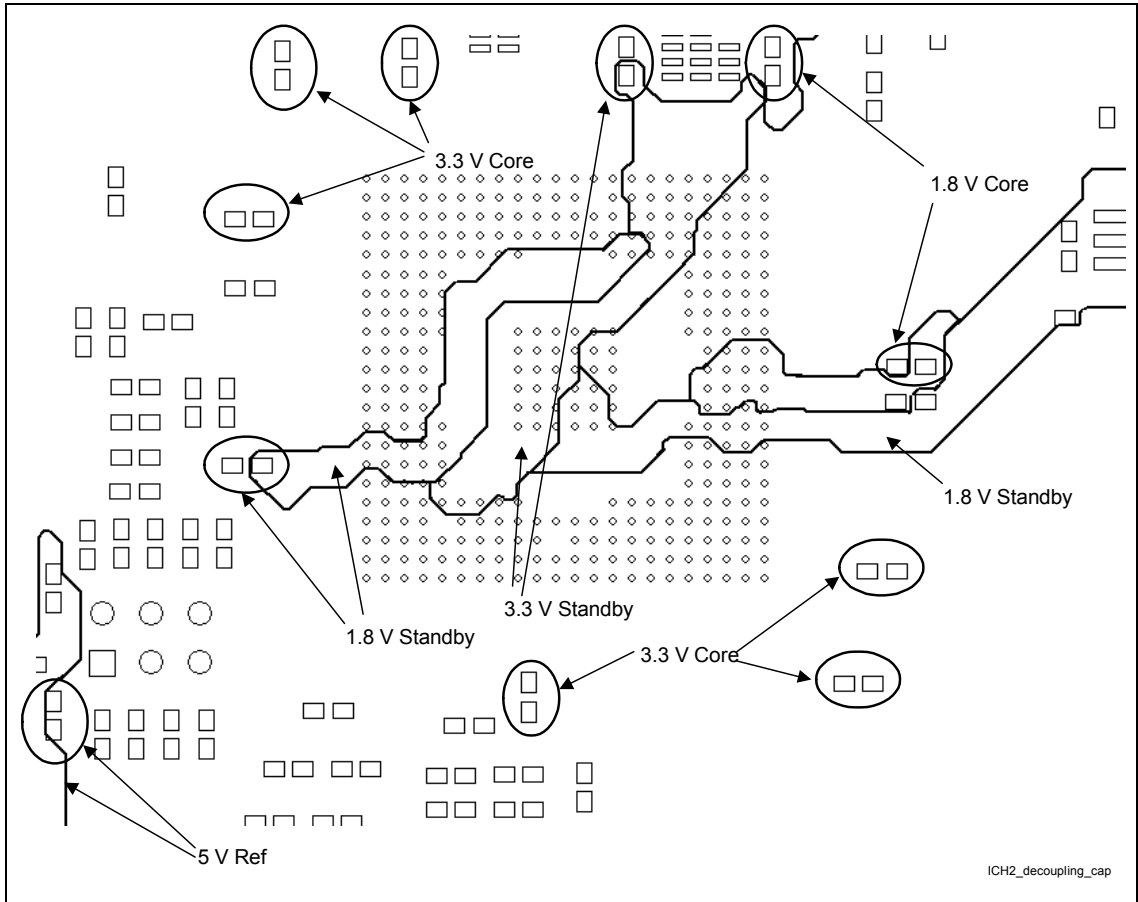 3.3 V Core
1.8 V Core
1.8 V Standby
3.3 V Standby
1.8 V Standby
3.3 V Core
5 V Ref
ICH2_decoupling_cap